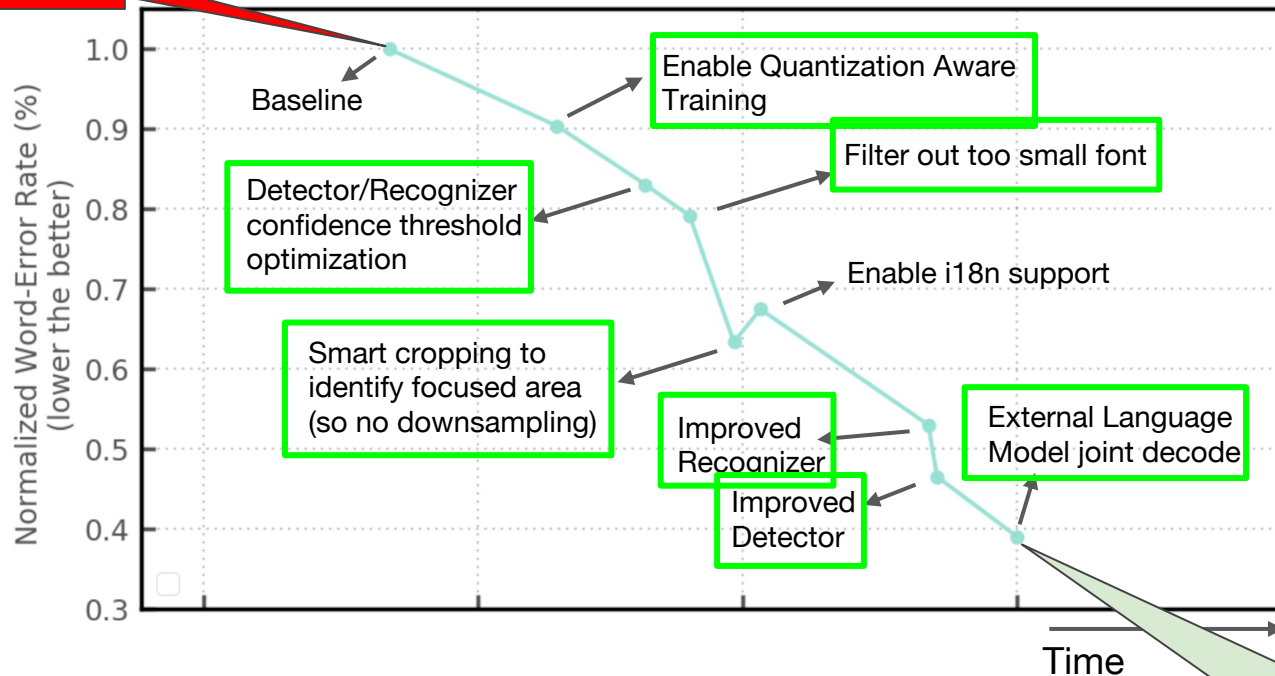 Normalized Word-Error Rate (%)
(lower the better)
1.0
0.9
0.8
0.7
0.6
0.5
0.4
0.3
Baseline
Enable Quantization Aware
Training
Filter out too small font
Detector/Recognizer
confidence threshold
optimization
Enable i18n support
Smart cropping to
identify focused area
(so no downsampling)
Improved
Recognizer
External Language
Model joint decode
Improved
Detector
Time